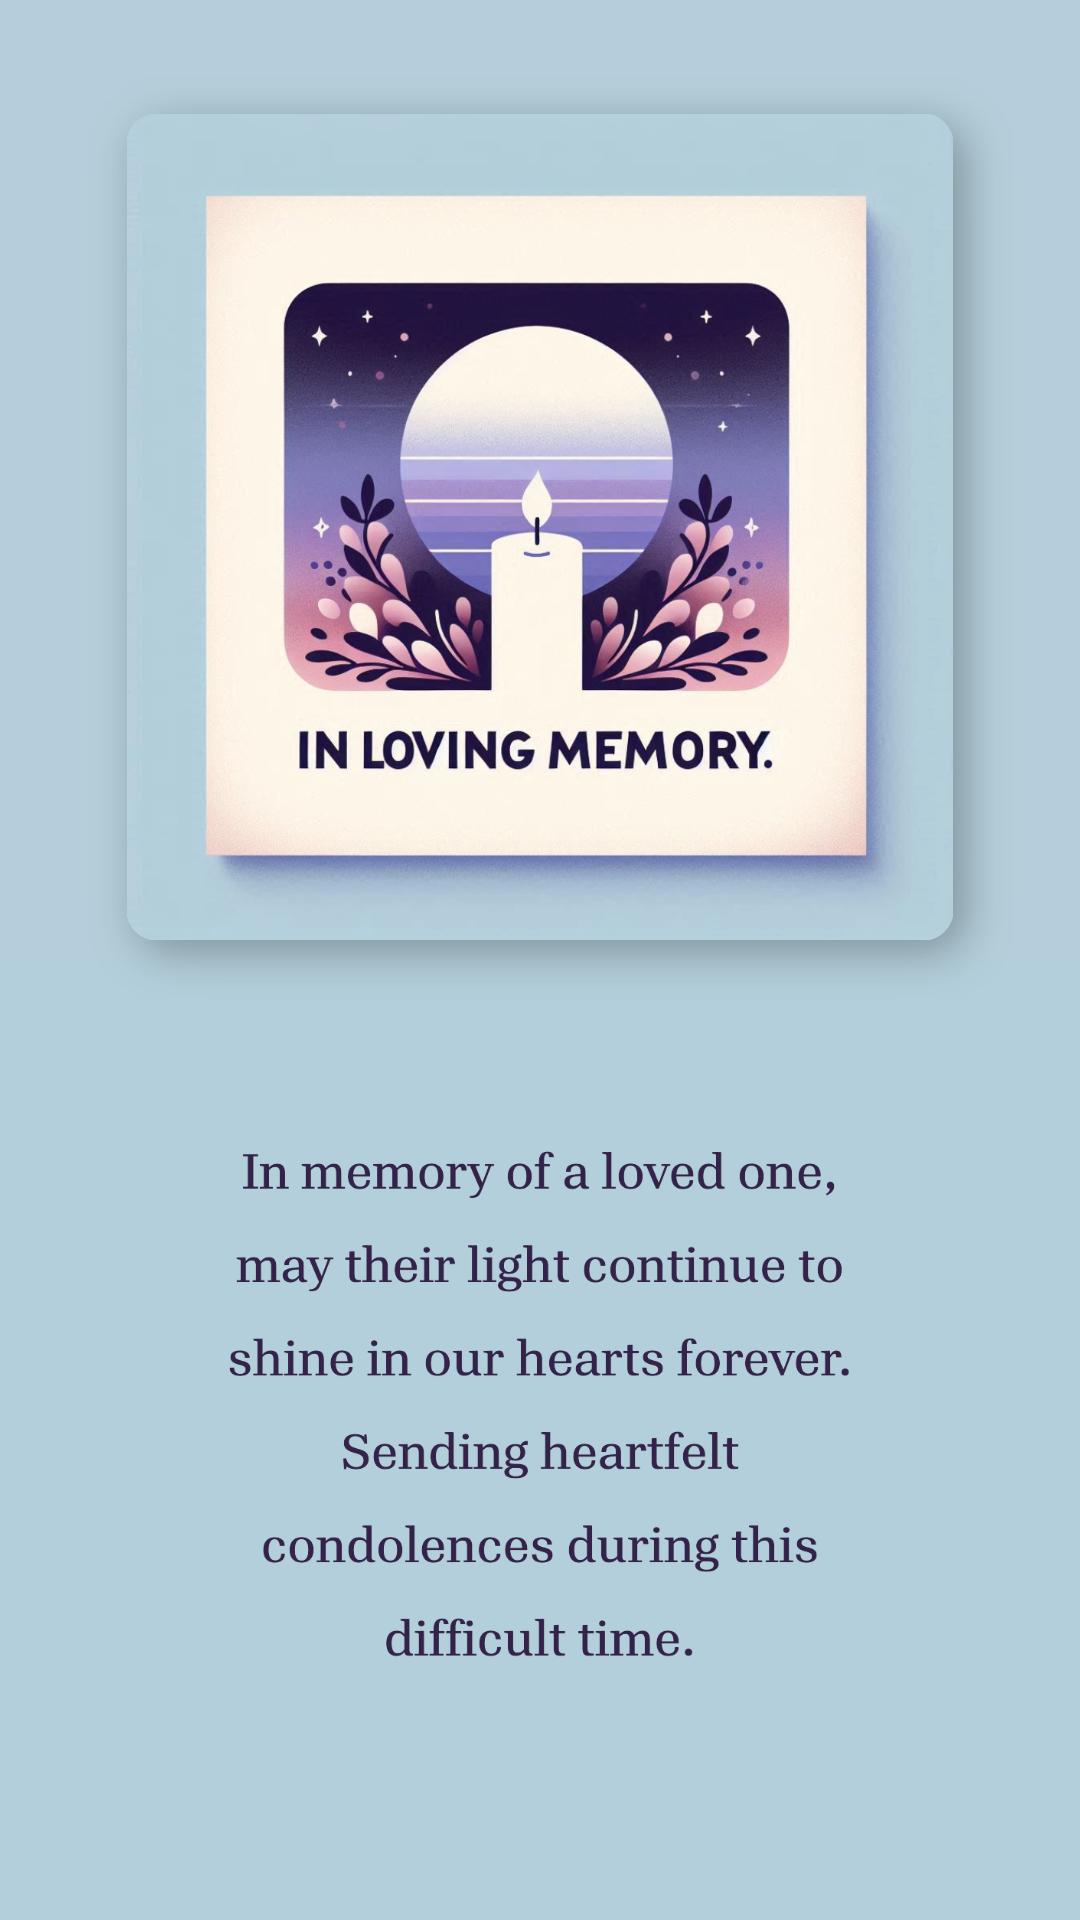 IN LOVING MEMORY.
In memory of a loved one,
may their light continue to
shine in our hearts forever.
Sending heartfelt
condolences during this
difficult time.